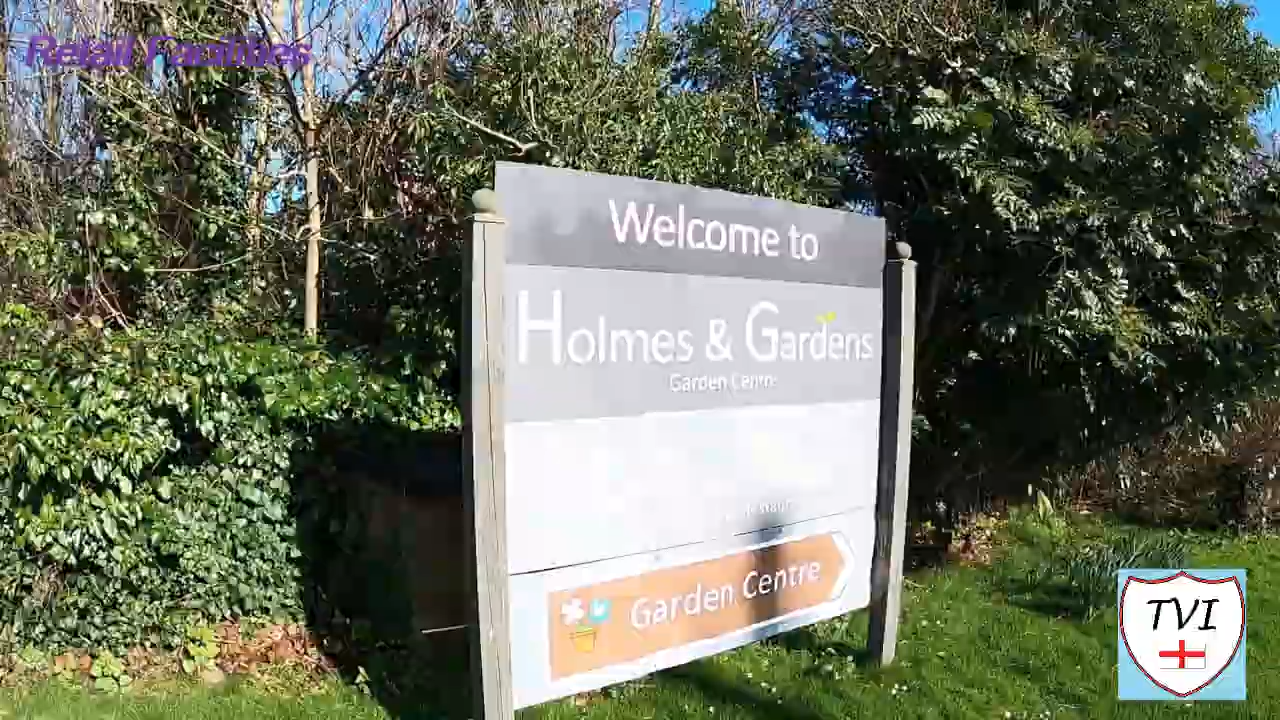 Retail Facilities
Welcome to
Holmes & Gardens
Garden Centre
Garden Centre
TVI